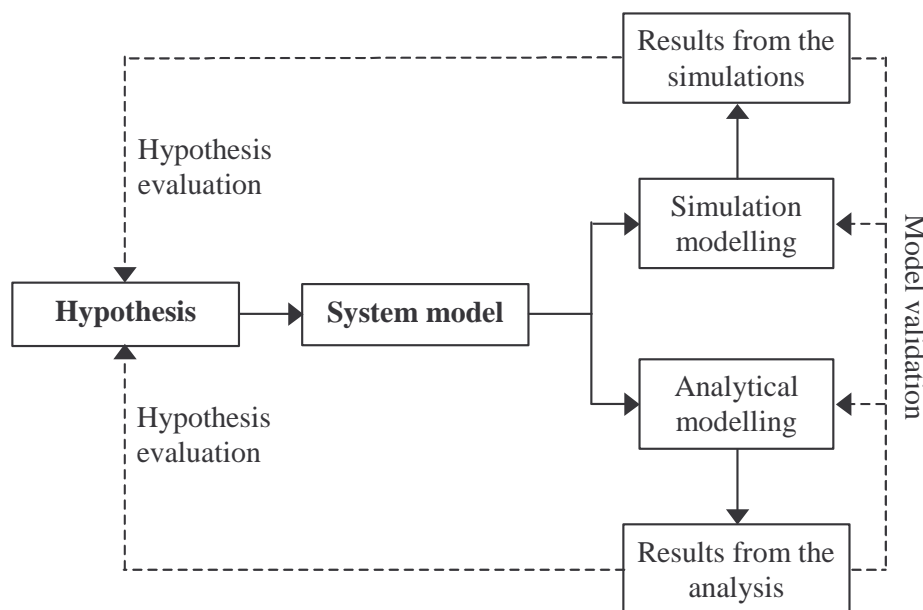 Results from the
simulations
Hypothesis
evaluation
Simulation
modelling
Model validation
Hypothesis
System model
Analytical
modelling
Hypothesis
evaluation
Results from the
analysis